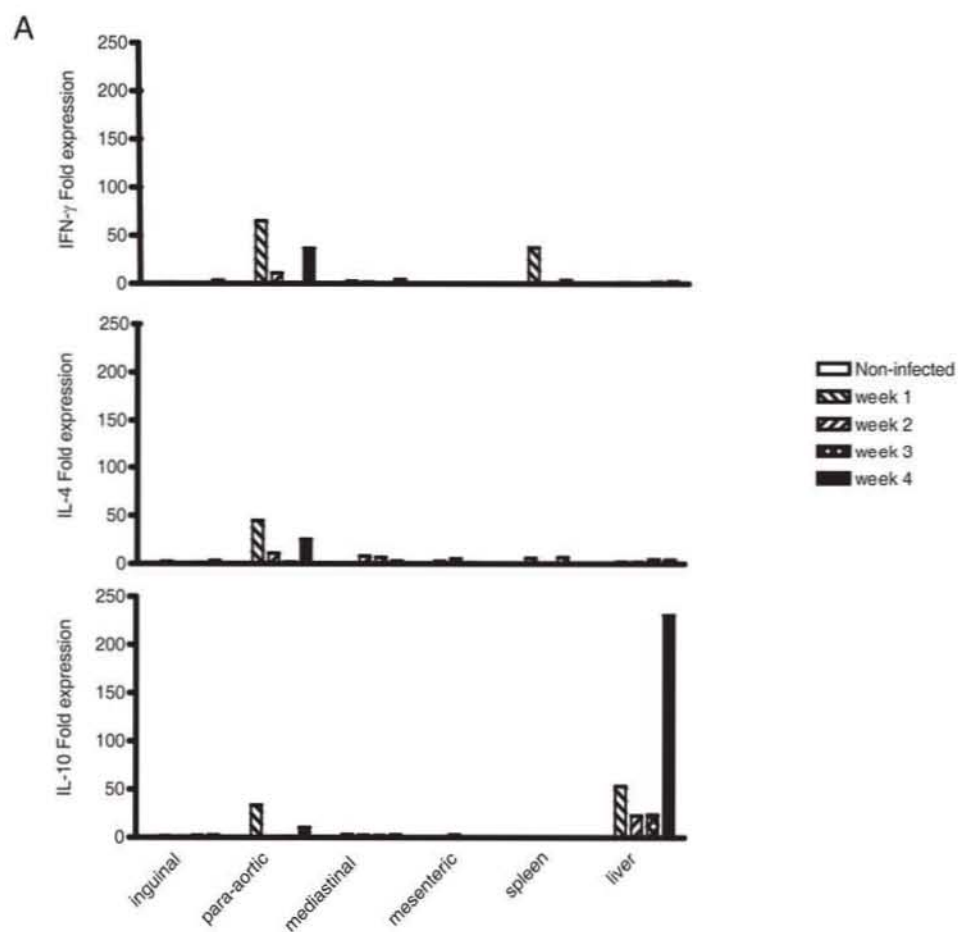 A
IFN-γ Fold expression
250
200
150
100
50
0
IL-4 Fold expression
250
200
150
100
50
0
Non-infected
week 1
week 2
week 3
week 4
IL-10 Fold expression
250
200
150
100
50
0
inguinal
para-aortic
mediastinal
mesenteric
spleen
liver